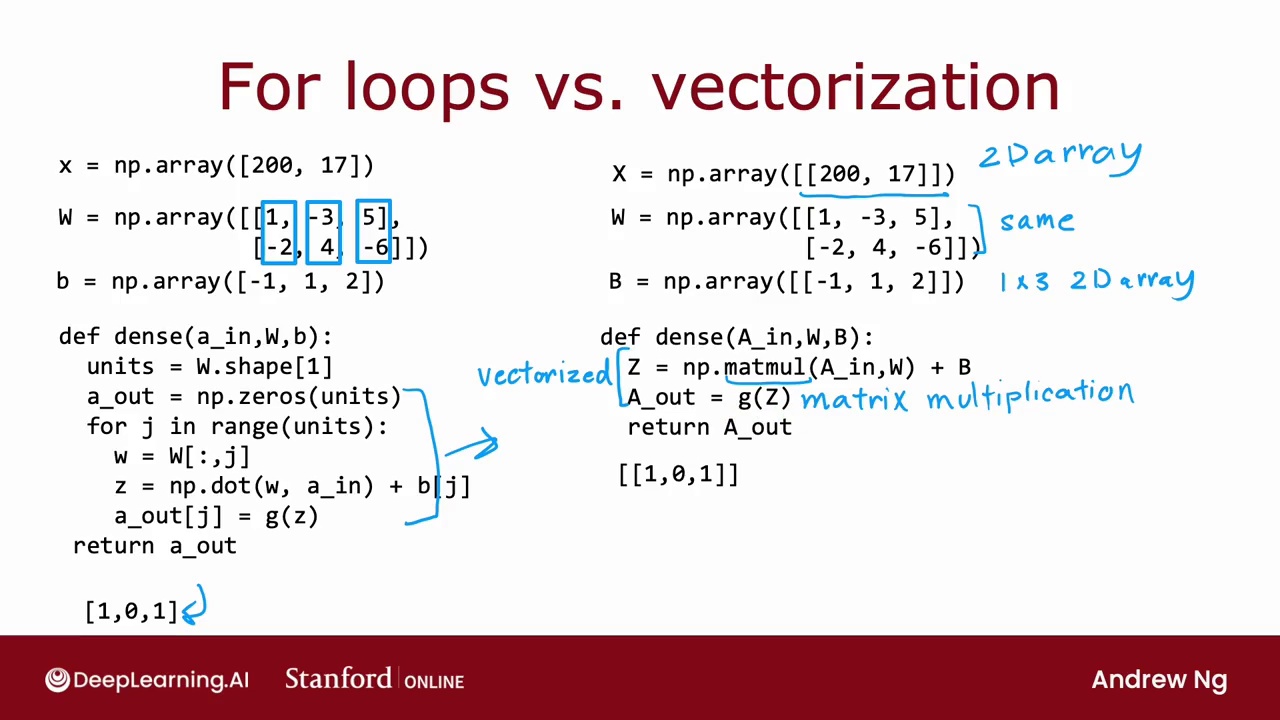 For loops vs. vectorization
x = np.array([200, 17])
W = np.array([[1, -3, 5],
[-2, 4, -6]])
b = np.array([-1, 1, 2])
def dense(a_in,W,b):
units = W.shape[1]
a_out = np.zeros(units)
for j in range(units):
w = W[:,j]
z = np.dot(w, a_in) + b[j]
a_out[j] = g(z)
return a_out
[1,0,1]
X = np.array([[200, 17]])
2D array
W = np.array([[1, -3, 5],
[-2, 4, -6]])
same
B = np.array([[-1, 1, 2]])
1x3 2D array
def dense(A_in,W,B):
vectorized
Z = np.matmul(A_in,W) + B
A_out = g(Z)
matrix multiplication
return A_out
[[1,0,1]]
DeepLearning.AI
Stanford ONLINE
Andrew Ng